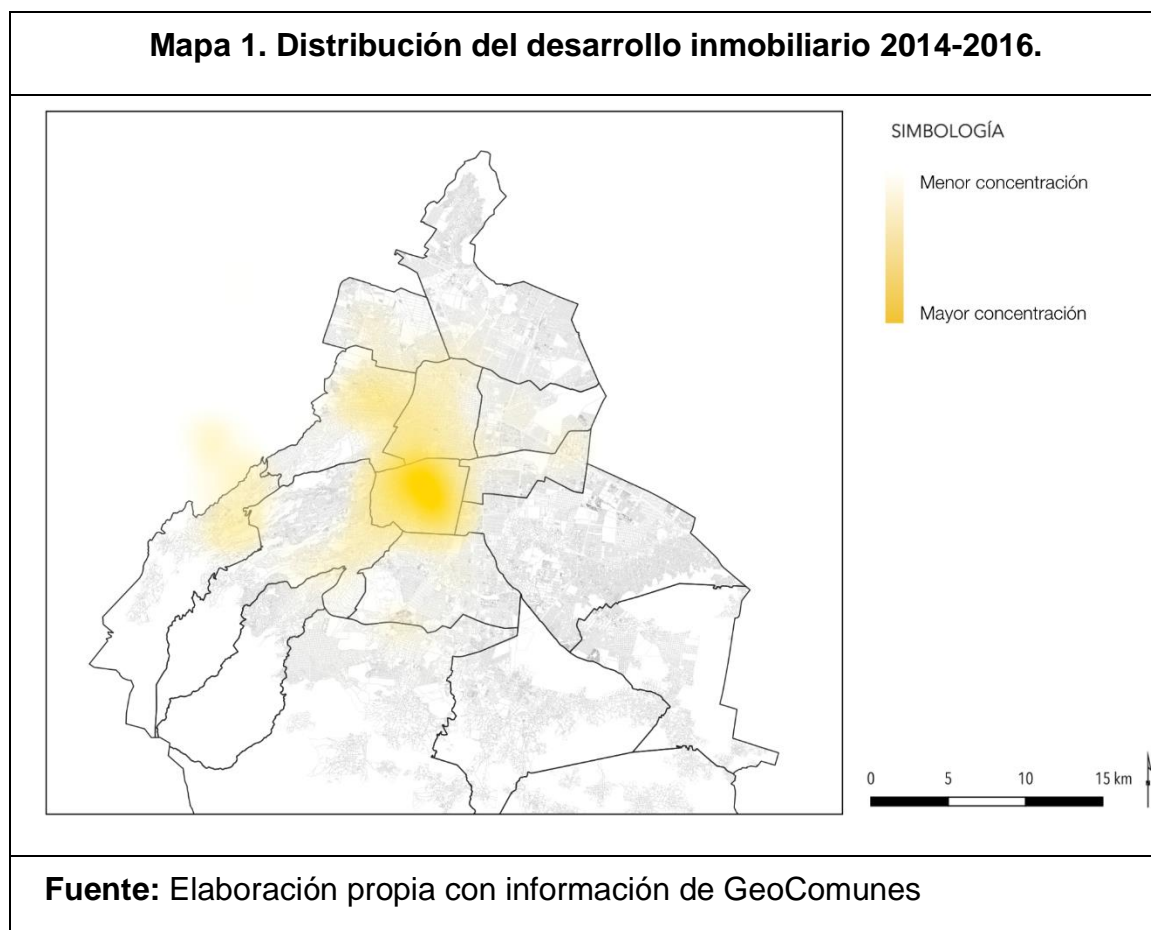 Mapa 1. Distribución del desarrollo inmobiliario 2014-2016.
SIMBOLOGÍA
Menor concentración
Mayor concentración
0 5 10 15 km
Fuente: Elaboración propia con información de GeoComunes